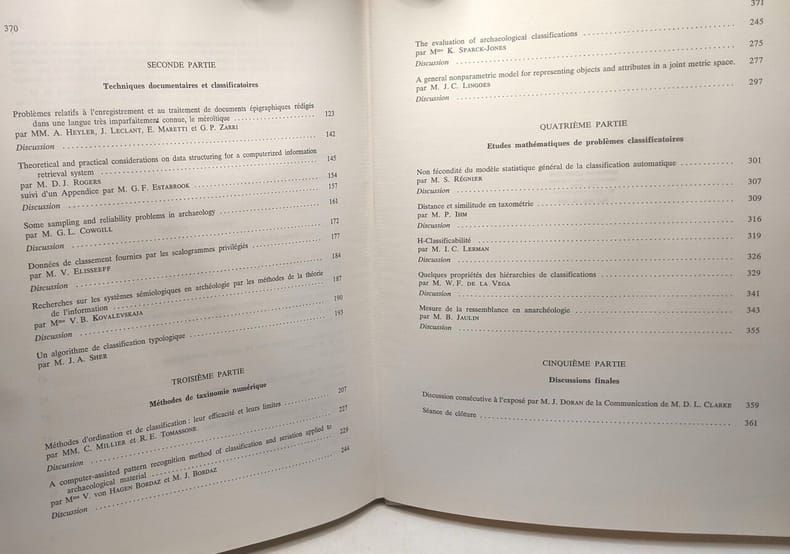 370
SECONDE PARTIE
Techniques documentaires et classificatoires
Problèmes relatifs à l'enregistrement et au traitement de documents épigraphiques rédigés
dans une langue très imparfaitement connue, le méroïtique 123
par MM. A. HEYLER, J. LECLANT, E. MARETTI et G. P. ZARRI
Discussion 142
Theoretical and practical considerations on data structuring for a computerized information
retrieval system 145
par M. D. J. ROGERS
suivi d'un Appendice par M. G. F. ESTABROOK 154
Discussion 157
Some sampling and reliability problems in archaeology 161
par M. G. L. COWGILL
Discussion 172
Données de classement fournies par les scalogrammes privilégiés 177
par M. V. ELISSEEFF
Discussion 184
Recherches sur les systèmes sémiologiques en archéologie par les méthodes de la théorie
de l'information 187
par Mme V. B. KOVALEVSKAJA
Discussion 190
Un algorithme de classification typologique 193
par M. J. A. SHER
TROISIÈME PARTIE
Méthodes de taxinomie numérique
Méthodes d'ordination et de classification : leur efficacité et leurs limites 207
par MM. C. MILLIER et R. E. TOMASSONE
Discussion 227
A computer-assisted pattern recognition method of classification and seriation applied to
archaeological material 229
par Mme V. VON HAGEN BORDAZ et M. J. BORDAZ
Discussion 244
371
The evaluation of archaeological classifications 245
par Mme K. SPARCK-JONES
Discussion 275
A general nonparametric model for representing objects and attributes in a joint metric space. 277
par M. J. C. LINGOES
Discussion 297
QUATRIÈME PARTIE
Etudes mathématiques de problèmes classificatoires
Non fécondité du modèle statistique général de la classification automatique 301
par M. S. RÉGNIER
Discussion 307
Distance et similitude en taxométrie 309
par M. P. IHM
Discussion 316
H-Classificabilité 319
par M. I. C. LERMAN
Discussion 326
Quelques propriétés des hiérarchies de classifications 329
par M. W. F. DE LA VEGA
Discussion 341
Mesure de la ressemblance en anarchéologie 343
par M. B. JAULIN
Discussion 355
CINQUIÈME PARTIE
Discussions finales
Discussion consécutive à l'exposé par M. J. DORAN de la Communication de M. D. L. CLARKE 359
Séance de clôture 361